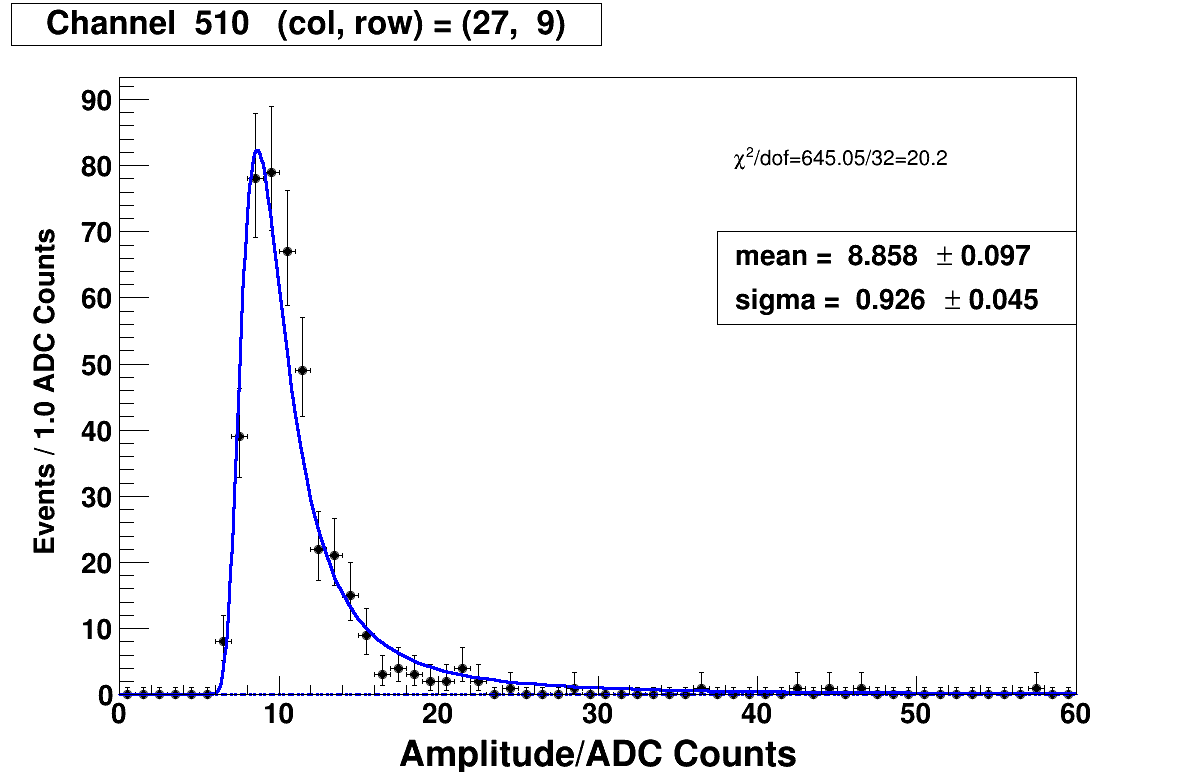 Channel 510 (col, row) = (27, 9)
90
80
70
60
50
40
30
20
10
0
Events / 1.0 ADC Counts
χ²/dof=645.05/32=20.2
mean = 8.858 ± 0.097
sigma = 0.926 ± 0.045
0 10 20 30 40 50 60
Amplitude/ADC Counts